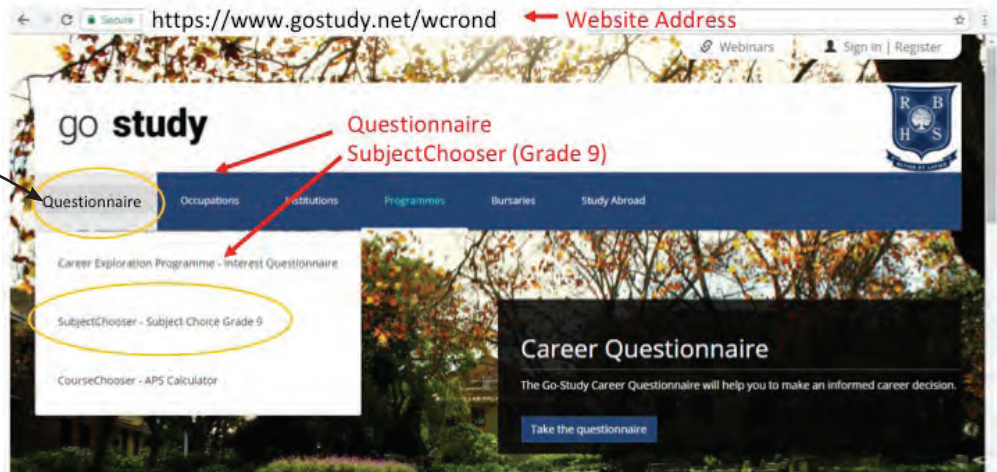 Secure https://www.gostudy.net/wcrond Website Address
Webinars Sign in | Register
go study
R B
H S
Questionnaire
SubjectChooser (Grade 9)
Questionnaire Occupations Institutions Programmes Bursaries Study Abroad
Career Exploration Programme - Interest Questionnaire
SubjectChooser - Subject Choice Grade 9
CourseChooser - APS Calculator
Career Questionnaire
The Go-Study Career Questionnaire will help you to make an informed career decision.
Take the questionnaire